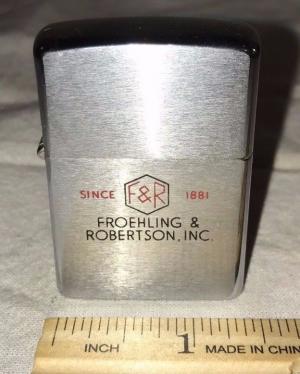 SINCE F&R 1881
FROEHLING &
ROBERTSON, INC.
INCH 1 MADE IN CHIN